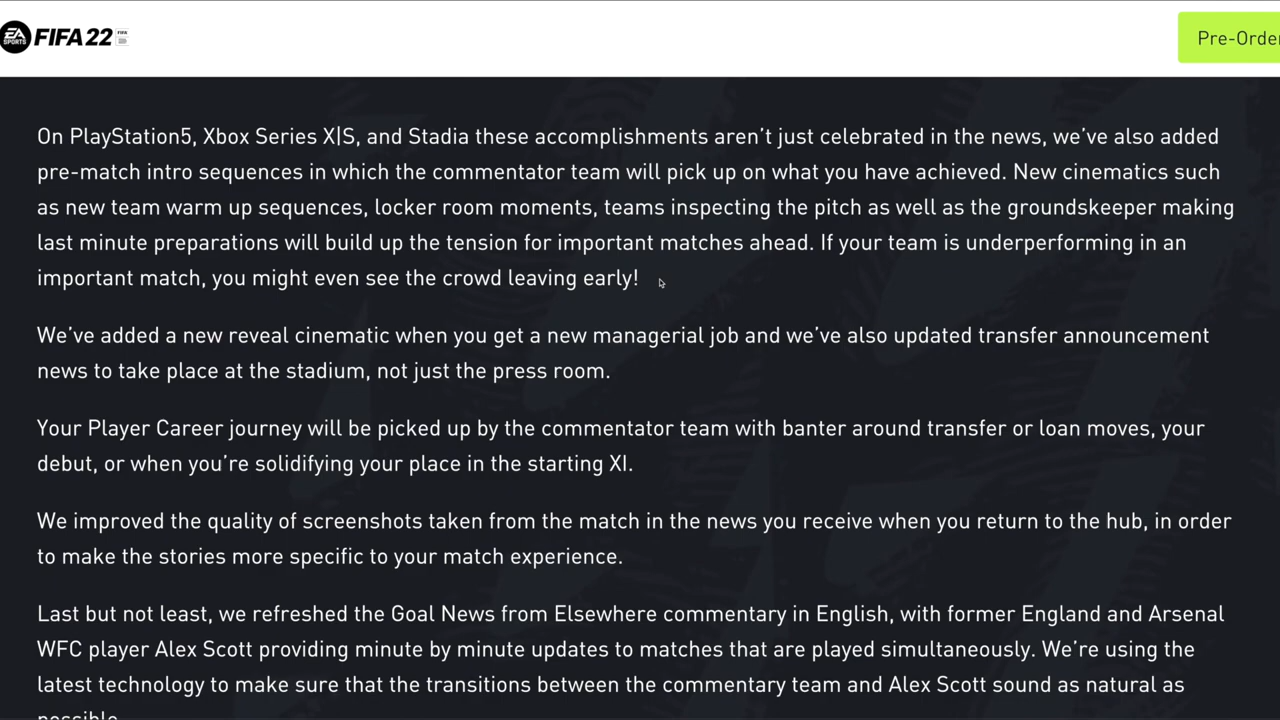 EA SPORTS FIFA 22 FIFA
Pre-Order
On PlayStation5, Xbox Series X|S, and Stadia these accomplishments aren’t just celebrated in the news, we’ve also added
pre-match intro sequences in which the commentator team will pick up on what you have achieved. New cinematics such
as new team warm up sequences, locker room moments, teams inspecting the pitch as well as the groundskeeper making
last minute preparations will build up the tension for important matches ahead. If your team is underperforming in an
important match, you might even see the crowd leaving early!
We’ve added a new reveal cinematic when you get a new managerial job and we’ve also updated transfer announcement
news to take place at the stadium, not just the press room.
Your Player Career journey will be picked up by the commentator team with banter around transfer or loan moves, your
debut, or when you’re solidifying your place in the starting XI.
We improved the quality of screenshots taken from the match in the news you receive when you return to the hub, in order
to make the stories more specific to your match experience.
Last but not least, we refreshed the Goal News from Elsewhere commentary in English, with former England and Arsenal
WFC player Alex Scott providing minute by minute updates to matches that are played simultaneously. We’re using the
latest technology to make sure that the transitions between the commentary team and Alex Scott sound as natural as
possible.